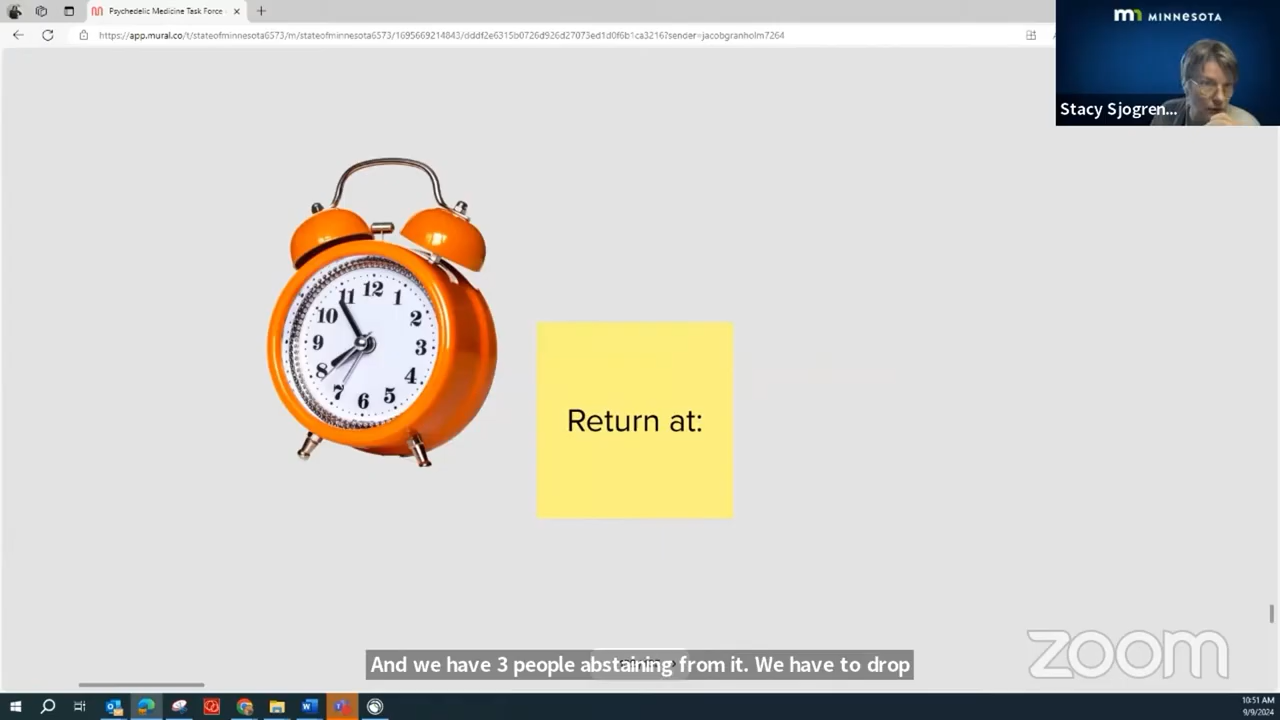 Psychedelic Medicine Task Force
https://app.mural.co/t/stateofminnesota6573/m/stateofminnesota6573/1695669214843/dddf2e6315b0726d926d27073ed1d0f6b1ca3216?sender=jacobgranholm7264
MINNESOTA
Stacy Sjogren...
12
11
1
10
2
9
3
8
4
7
5
6
Return at:
zoom
And we have 3 people abstaining from it. We have to drop
10:51 AM
9/9/2024